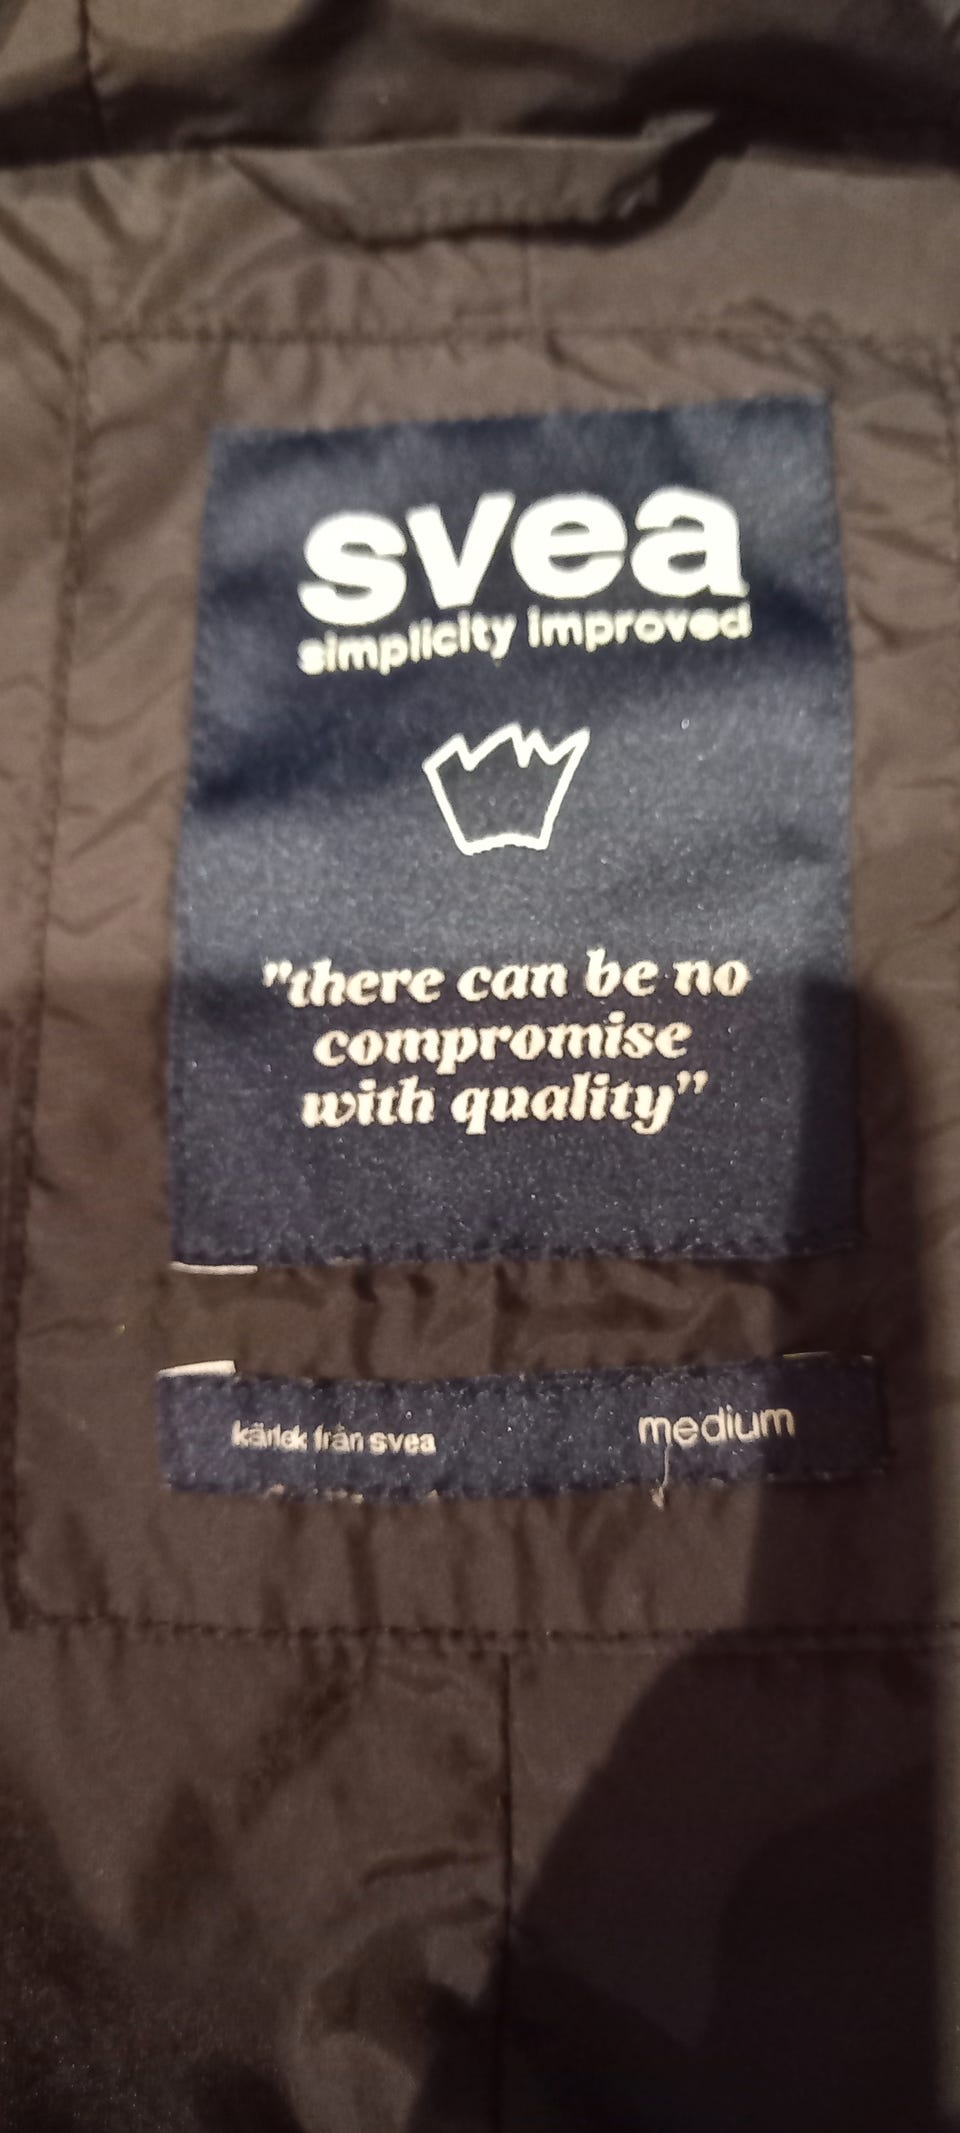 svea
simplicity improved
"there can be no
compromise
with quality"
kärlek från svea
medium